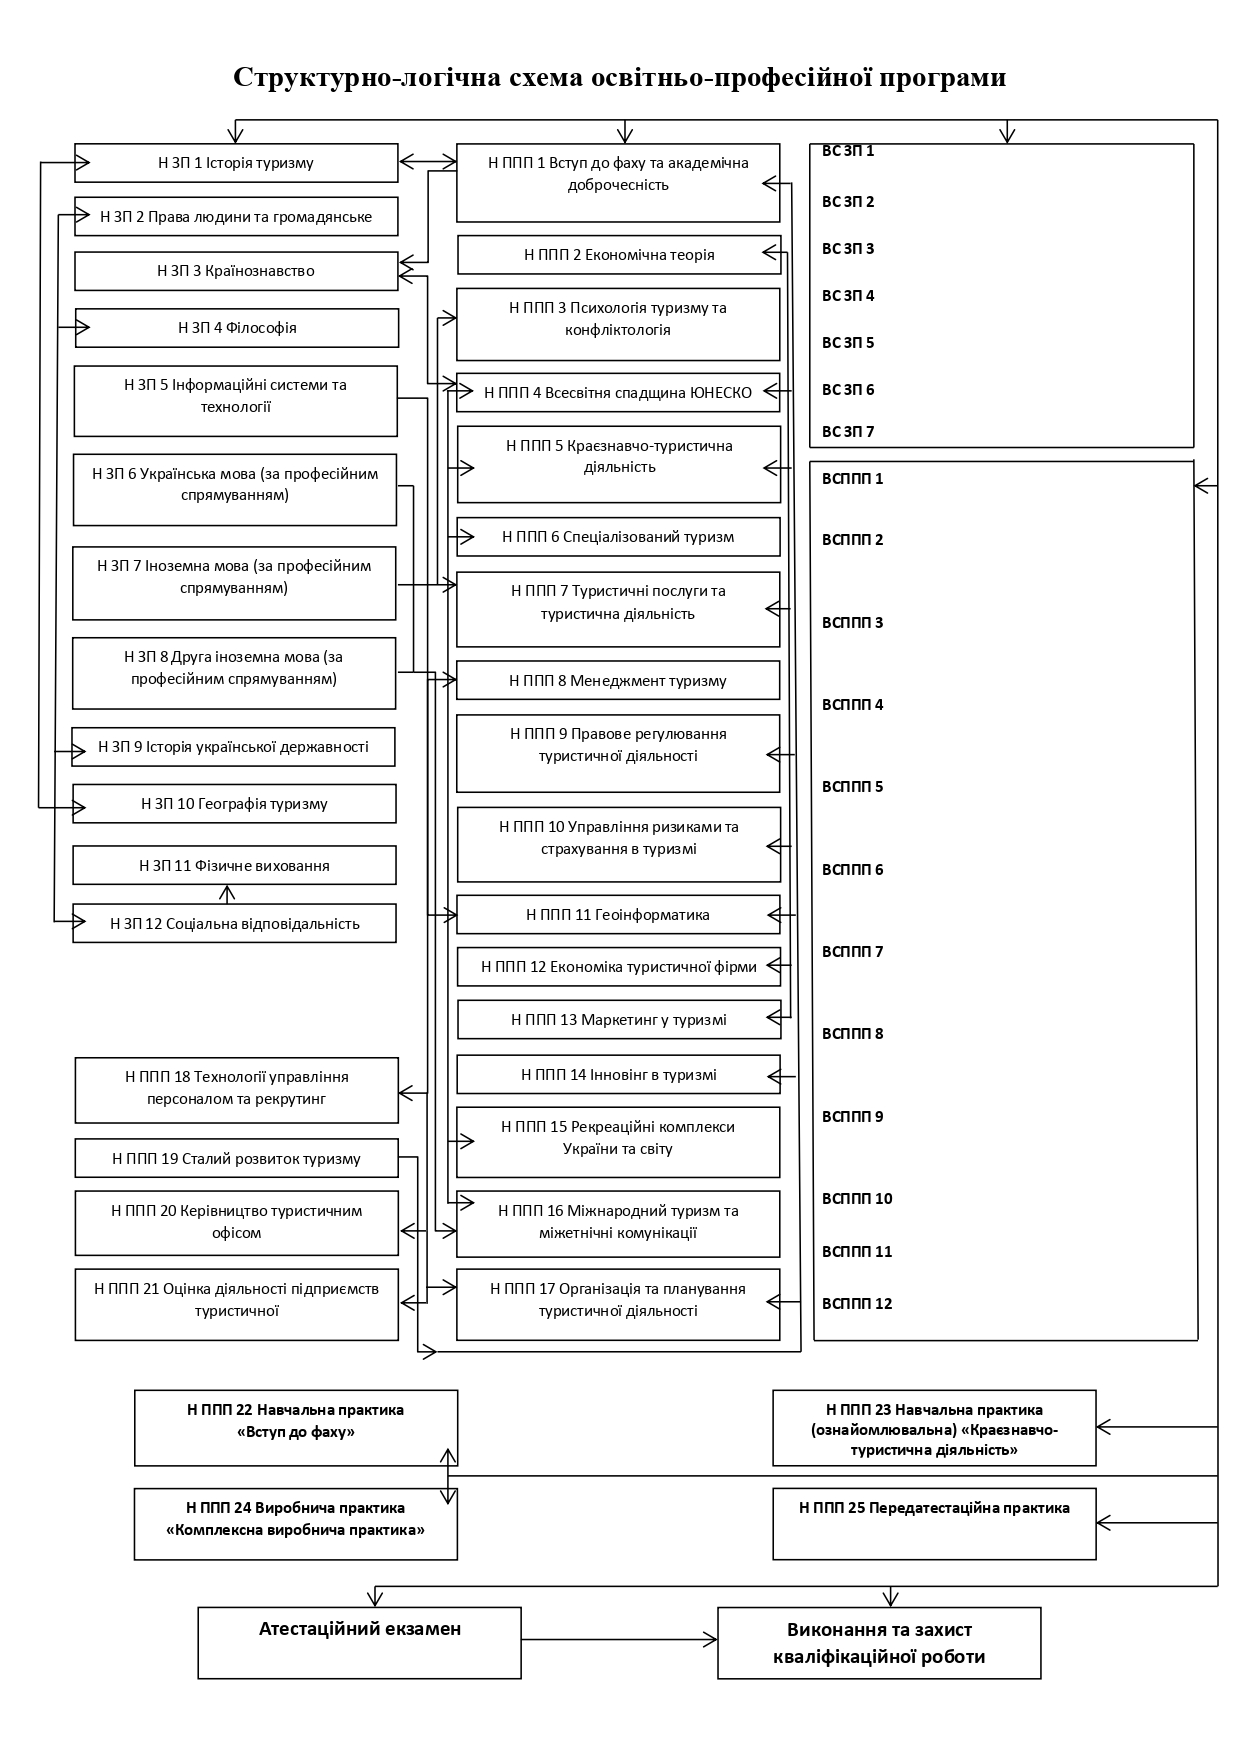 Структурно-логічна схема освітньо-професійної програми
Н ЗП 1 Історія туризму
Н ЗП 2 Права людини та громадянське
Н ЗП 3 Країнознавство
Н ЗП 4 Філософія
Н ЗП 5 Інформаційні системи та
технології
Н ЗП 6 Українська мова (за професійним
спрямуванням)
Н ЗП 7 Іноземна мова (за професійним
спрямуванням)
Н ЗП 8 Друга іноземна мова (за
професійним спрямуванням)
Н ЗП 9 Історія української державності
Н ЗП 10 Географія туризму
Н ЗП 11 Фізичне виховання
Н ЗП 12 Соціальна відповідальність
Н ППП 18 Технології управління
персоналом та рекрутинг
Н ППП 19 Сталий розвиток туризму
Н ППП 20 Керівництво туристичним
офісом
Н ППП 21 Оцінка діяльності підприємств
туристичної
Н ППП 1 Вступ до фаху та академічна
доброчесність
Н ППП 2 Економічна теорія
Н ППП 3 Психологія туризму та
конфліктологія
Н ППП 4 Всесвітня спадщина ЮНЕСКО
Н ППП 5 Краєзнавчо-туристична
діяльність
Н ППП 6 Спеціалізований туризм
Н ППП 7 Туристичні послуги та
туристична діяльність
Н ППП 8 Менеджмент туризму
Н ППП 9 Правове регулювання
туристичної діяльності
Н ППП 10 Управління ризиками та
страхування в туризмі
Н ППП 11 Геоінформатика
Н ППП 12 Економіка туристичної фірми
Н ППП 13 Маркетинг у туризмі
Н ППП 14 Інновінг в туризмі
Н ППП 15 Рекреаційні комплекси
України та світу
Н ППП 16 Міжнародний туризм та
міжетнічні комунікації
Н ППП 17 Організація та планування
туристичної діяльності
ВС ЗП 1
ВС ЗП 2
ВС ЗП 3
ВС ЗП 4
ВС ЗП 5
ВС ЗП 6
ВС ЗП 7
ВСППП 1
ВСППП 2
ВСППП 3
ВСППП 4
ВСППП 5
ВСППП 6
ВСППП 7
ВСППП 8
ВСППП 9
ВСППП 10
ВСППП 11
ВСППП 12
Н ППП 22 Навчальна практика
«Вступ до фаху»
Н ППП 23 Навчальна практика
(ознайомлювальна) «Краєзнавчо-
туристична діяльність»
Н ППП 24 Виробнича практика
«Комплексна виробнича практика»
Н ППП 25 Передатестаційна практика
Атестаційний екзамен
Виконання та захист
кваліфікаційної роботи